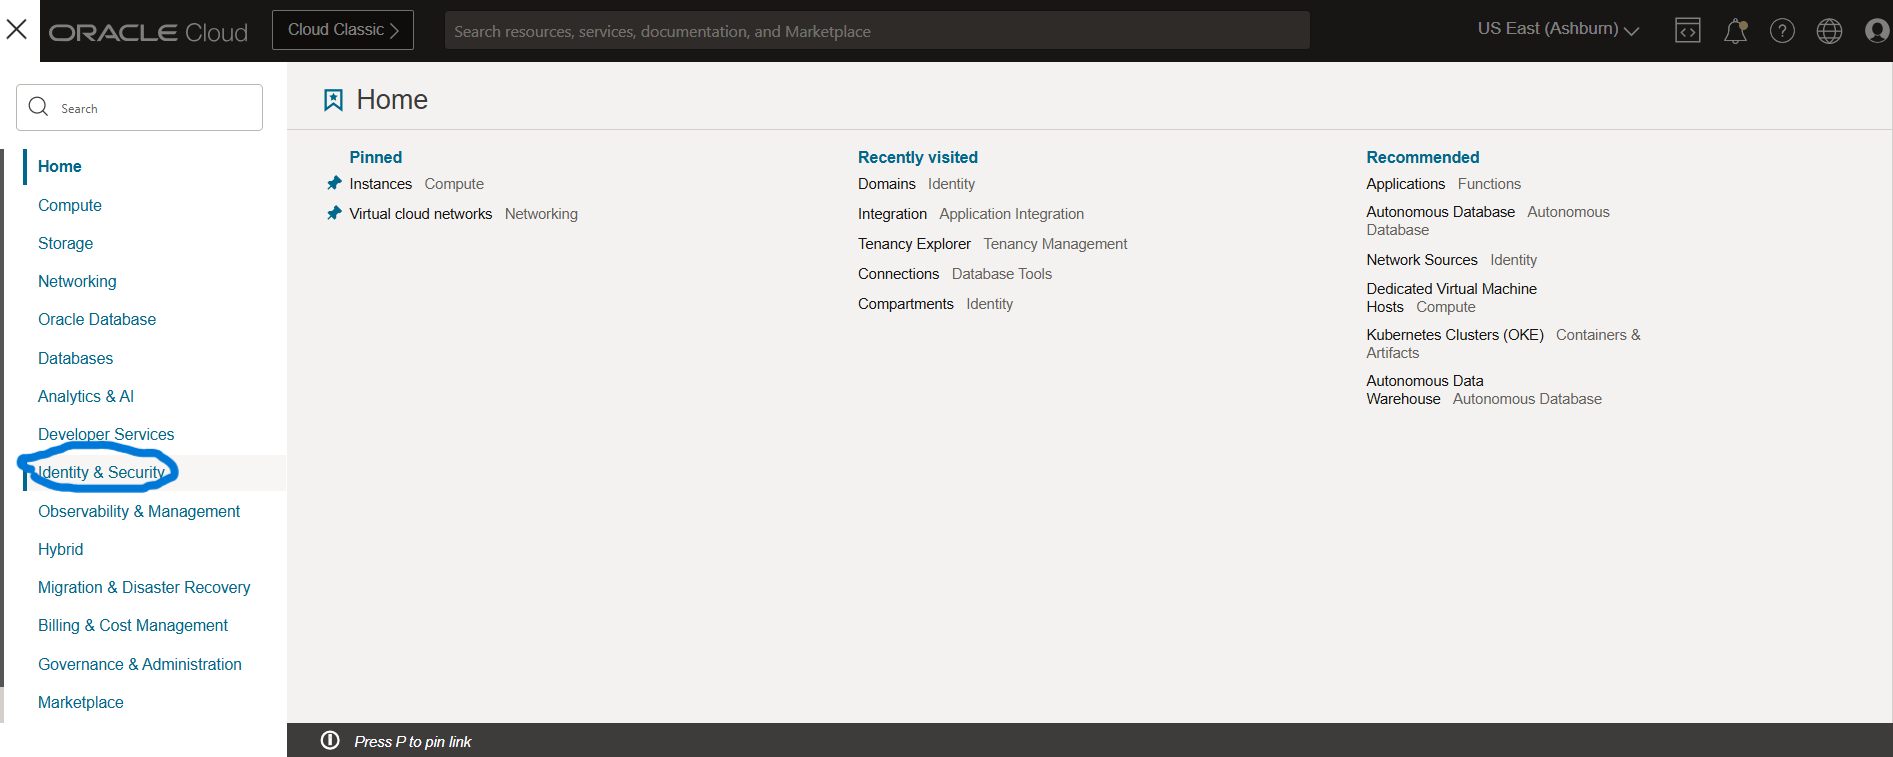 ORACLE Cloud
Cloud Classic
Search resources, services, documentation, and Marketplace
US East (Ashburn)
Search
Home
Compute
Storage
Networking
Oracle Database
Databases
Analytics & AI
Developer Services
Identity & Security
Observability & Management
Hybrid
Migration & Disaster Recovery
Billing & Cost Management
Governance & Administration
Marketplace
Home
Pinned
Instances Compute
Virtual cloud networks Networking
Recently visited
Domains Identity
Integration Application Integration
Tenancy Explorer Tenancy Management
Connections Database Tools
Compartments Identity
Recommended
Applications Functions
Autonomous Database Autonomous
Database
Network Sources Identity
Dedicated Virtual Machine
Hosts Compute
Kubernetes Clusters (OKE) Containers &
Artifacts
Autonomous Data
Warehouse Autonomous Database
Press P to pin link